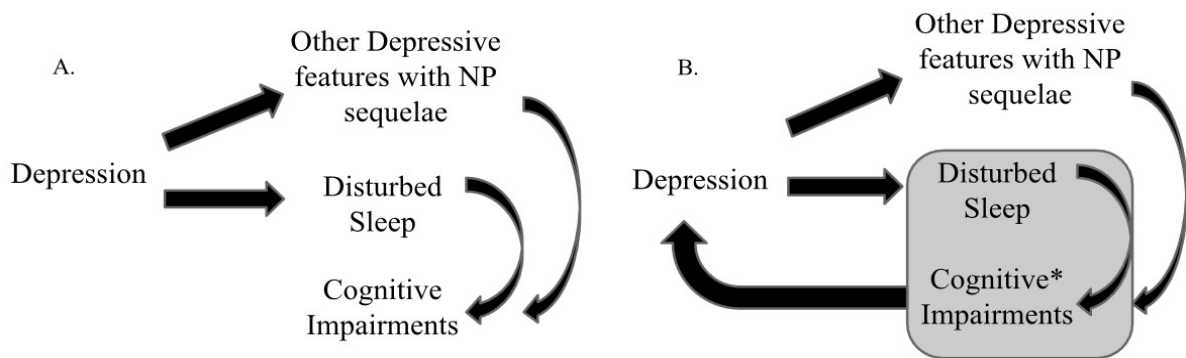 A.
Other Depressive
features with NP
sequelae
Depression
Disturbed
Sleep
Cognitive
Impairments
B.
Other Depressive
features with NP
sequelae
Depression
Disturbed
Sleep
Cognitive*
Impairments